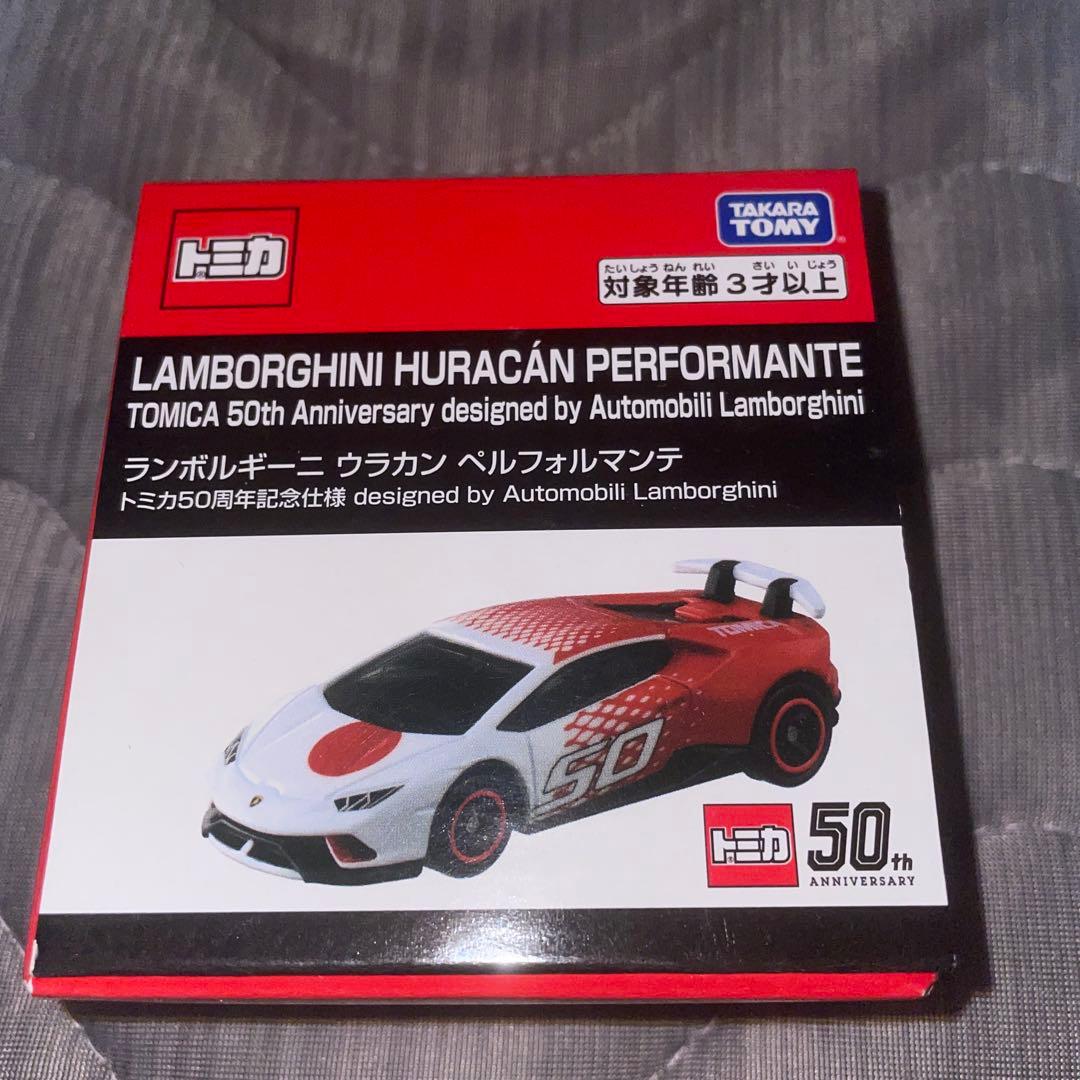 トミカ®
TAKARA TOMY®
たいしょうねんれい さいいじょう
対象年齢3才以上
LAMBORGHINI HURACÁN PERFORMANTE
TOMICA 50th Anniversary designed by Automobili Lamborghini
ランボルギーニ ウラカン ペルフォルマンテ
トミカ50周年記念仕様 designed by Automobili Lamborghini
TOMICA
50
トミカ®
50th
ANNIVERSARY